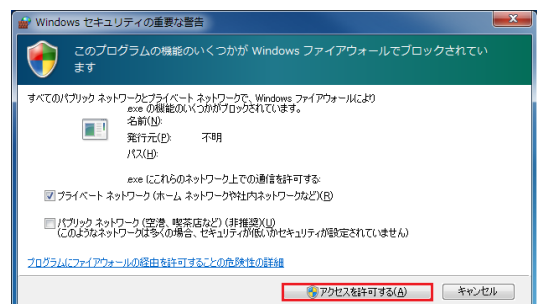 Windows セキュリティの重要な警告
このプログラムの機能のいくつかが Windows ファイアウォールでブロックされてい
ます
すべてのパブリック ネットワークとプライベート ネットワークで、Windows ファイアウォールにより
.exe の機能のいくつかがブロックされています。
名前(N):
発行元(P): 不明
パス(H):
.exe にこれらのネットワーク上での通信を許可する:
プライベート ネットワーク (ホーム ネットワークや社内ネットワークなど)(R)
パブリック ネットワーク (空港、喫茶店など) (非推奨)(U)
(このようなネットワークは多くの場合、セキュリティが低いかセキュリティが設定されていません)
プログラムにファイアウォールの経由を許可することの危険性の詳細
アクセスを許可する(A) キャンセル